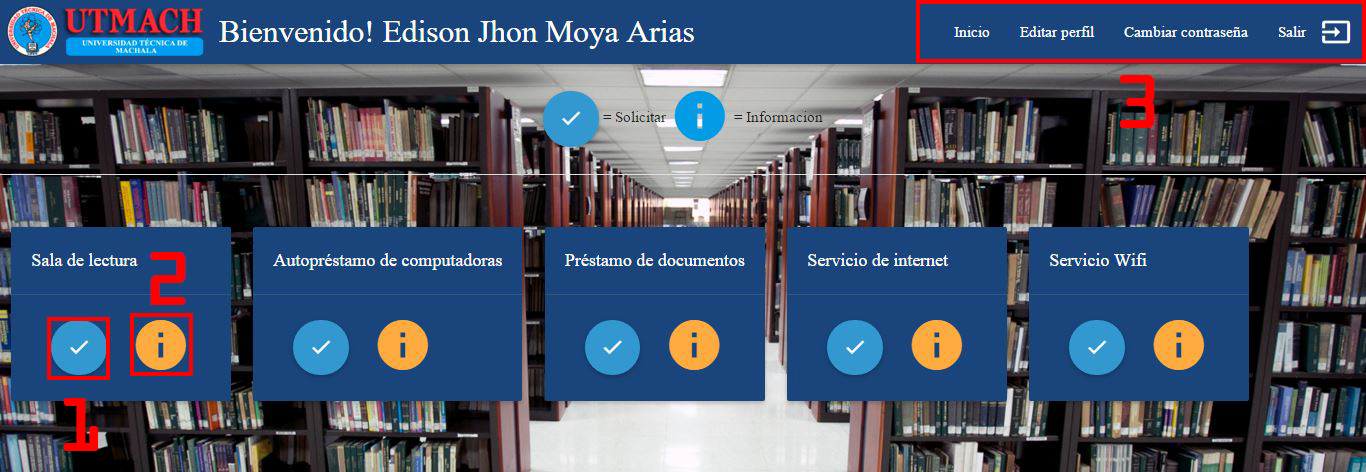 UTMACH
UNIVERSIDAD TÉCNICA DE
MACHALA
Bienvenido! Edison Jhon Moya Arias
Inicio
Editar perfil
Cambiar contraseña
Salir
3
= Solicitar
= Informacion
Sala de lectura
2
Autopréstamo de computadoras
Préstamo de documentos
Servicio de internet
Servicio Wifi
1